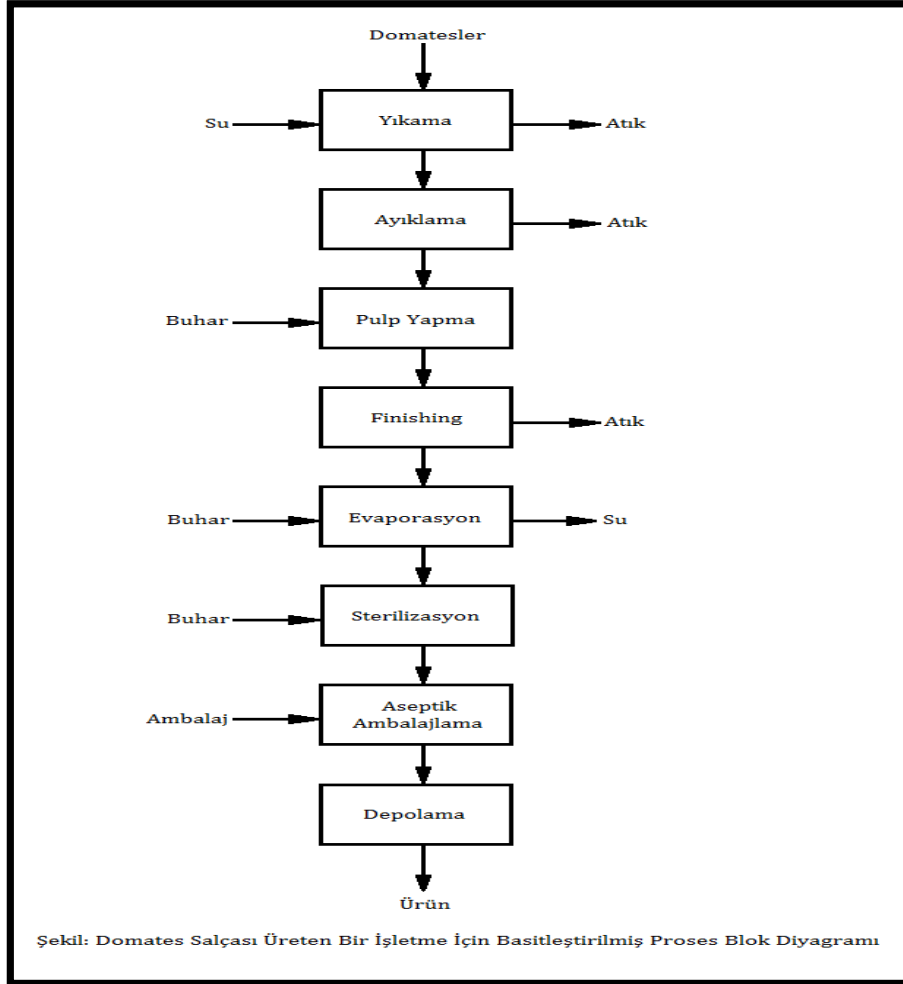 Domatesler
Su
Yıkama
Atık
Ayıklama
Atık
Buhar
Pulp Yapma
Finishing
Atık
Buhar
Evaporasyon
Su
Buhar
Sterilizasyon
Ambalaj
Aseptik
Ambalajlama
Depolama
Ürün
Şekil: Domates Salçası Üreten Bir İşletme İçin Basitleştirilmiş Proses Blok Diyagramı